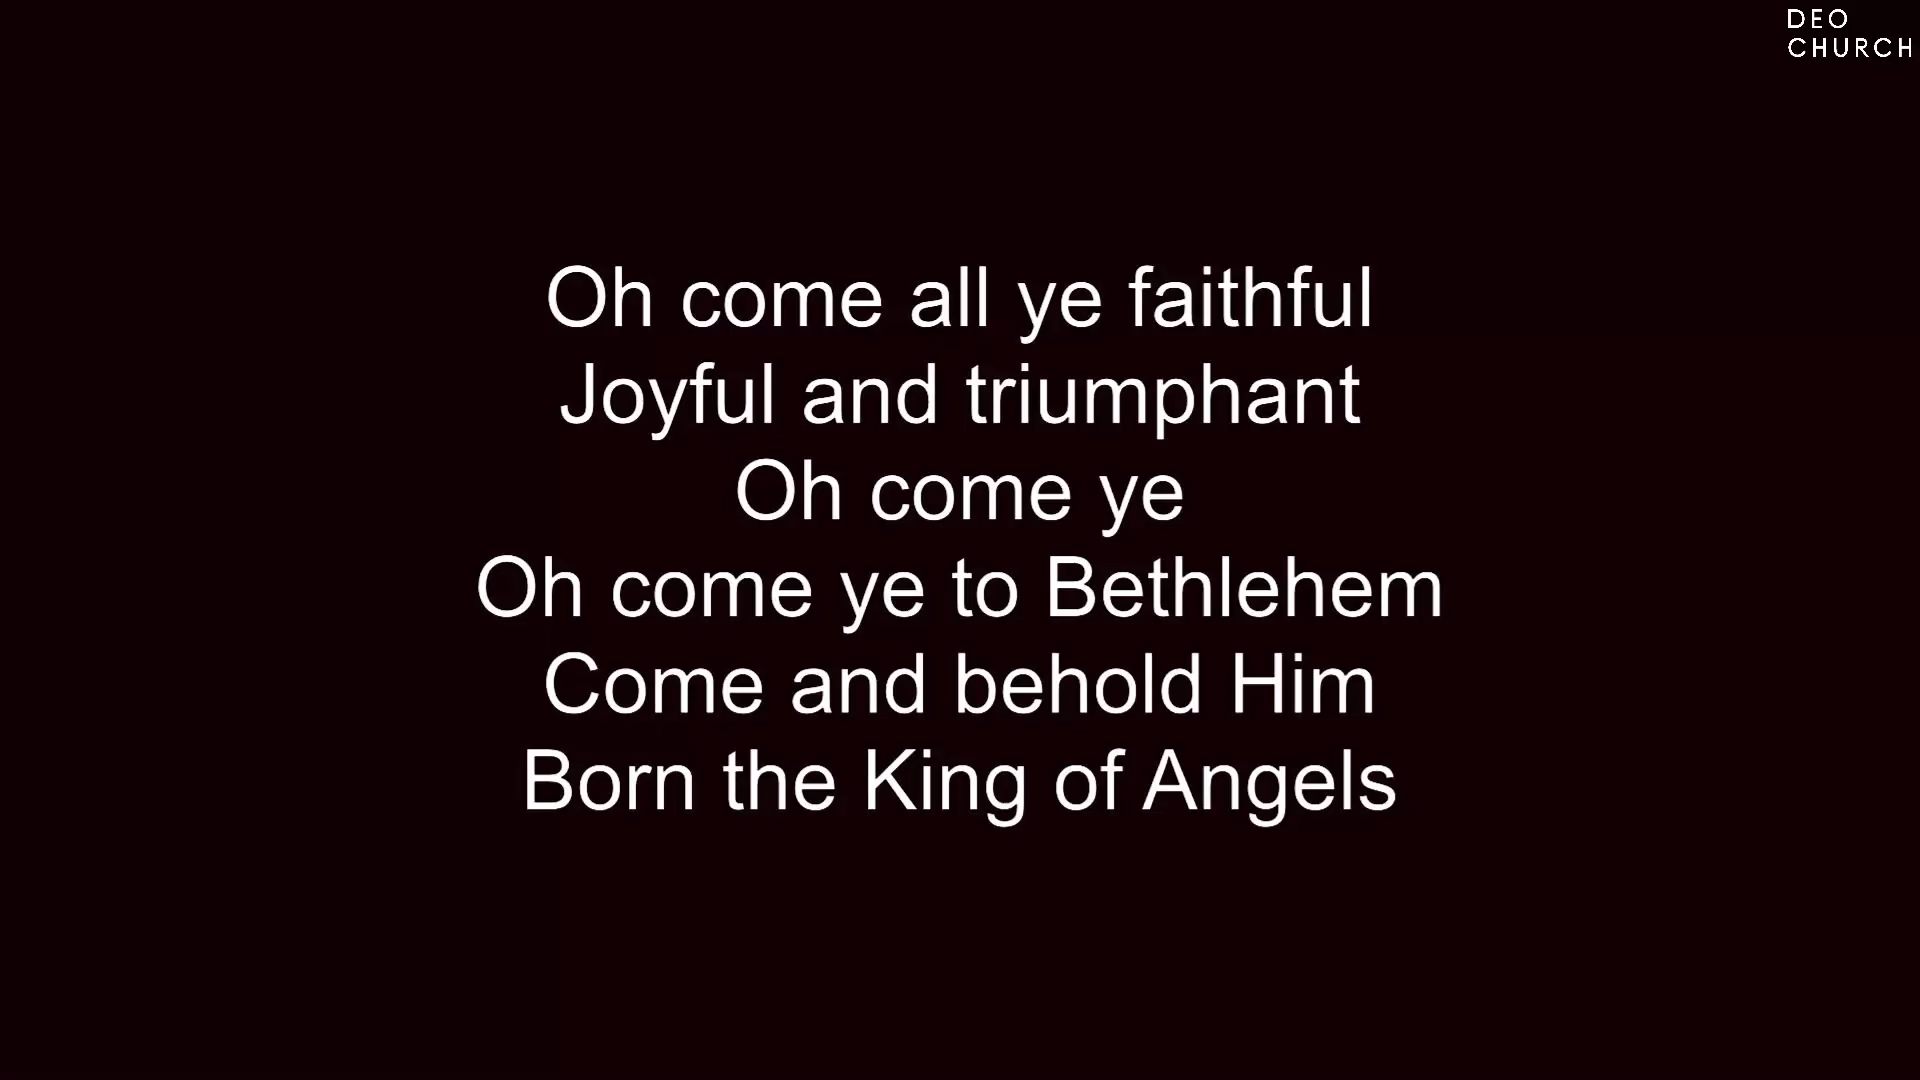 DEO
CHURCH
Oh come all ye faithful
Joyful and triumphant
Oh come ye
Oh come ye to Bethlehem
Come and behold Him
Born the King of Angels